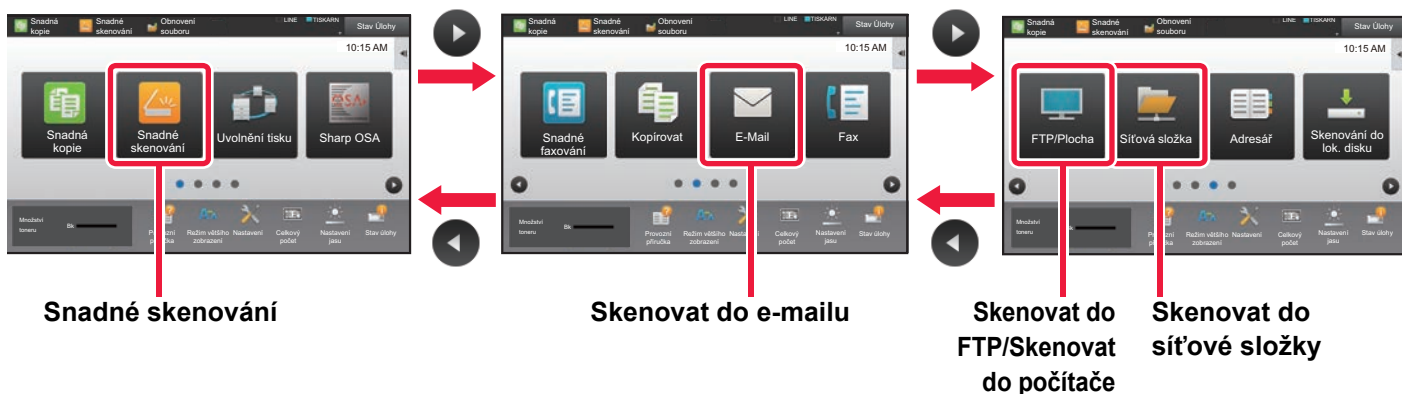 Snadná
kopie
Snadné
skenování
Obnovení
souboru
LINE
TISKÁRN
Stav Úlohy
10:15 AM
Snadná
kopie
Snadné
skenování
Uvolnění tisku
Sharp OSA
Množství
toneru
Bk
Provozní
příručka
Režim většího
zobrazení
Nastavení
Celkový
počet
Nastavení
jasu
Stav úlohy
Snadné skenování
Snadná
kopie
Snadné
skenování
Obnovení
souboru
LINE
TISKÁRN
Stav Úlohy
10:15 AM
Snadné
faxování
Kopírovat
E-Mail
Fax
Množství
toneru
Bk
Provozní
příručka
Režim většího
zobrazení
Nastavení
Celkový
počet
Nastavení
jasu
Stav úlohy
Skenovat do e-mailu
Snadná
kopie
Snadné
skenování
Obnovení
souboru
LINE
TISKÁRN
Stav Úlohy
10:15 AM
FTP/Plocha
Síťová složka
Adresář
Skenování do
lok. disku
Množství
toneru
Režim většího
zobrazení
Nastavení
Celkový
počet
Nastavení
jasu
Stav úlohy
Skenovat do
FTP/Skenovat
do počítače
Skenovat do
síťové složky